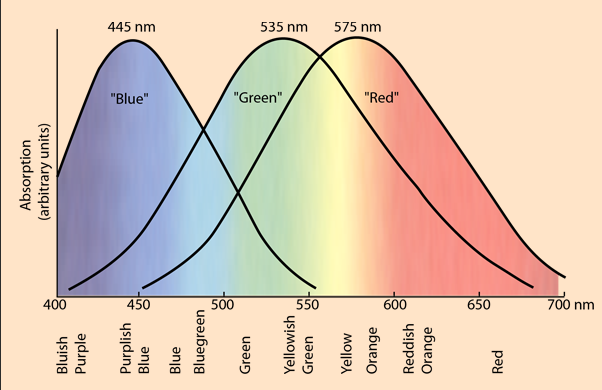 445 nm
535 nm
575 nm
"Blue"
"Green"
"Red"
Absorption
(arbitrary units)
400
450
500
550
600
650
700 nm
Bluish
Purple
Purplish
Blue
Blue
Bluegreen
Green
Yellowish
Green
Yellow
Orange
Reddish
Orange
Red